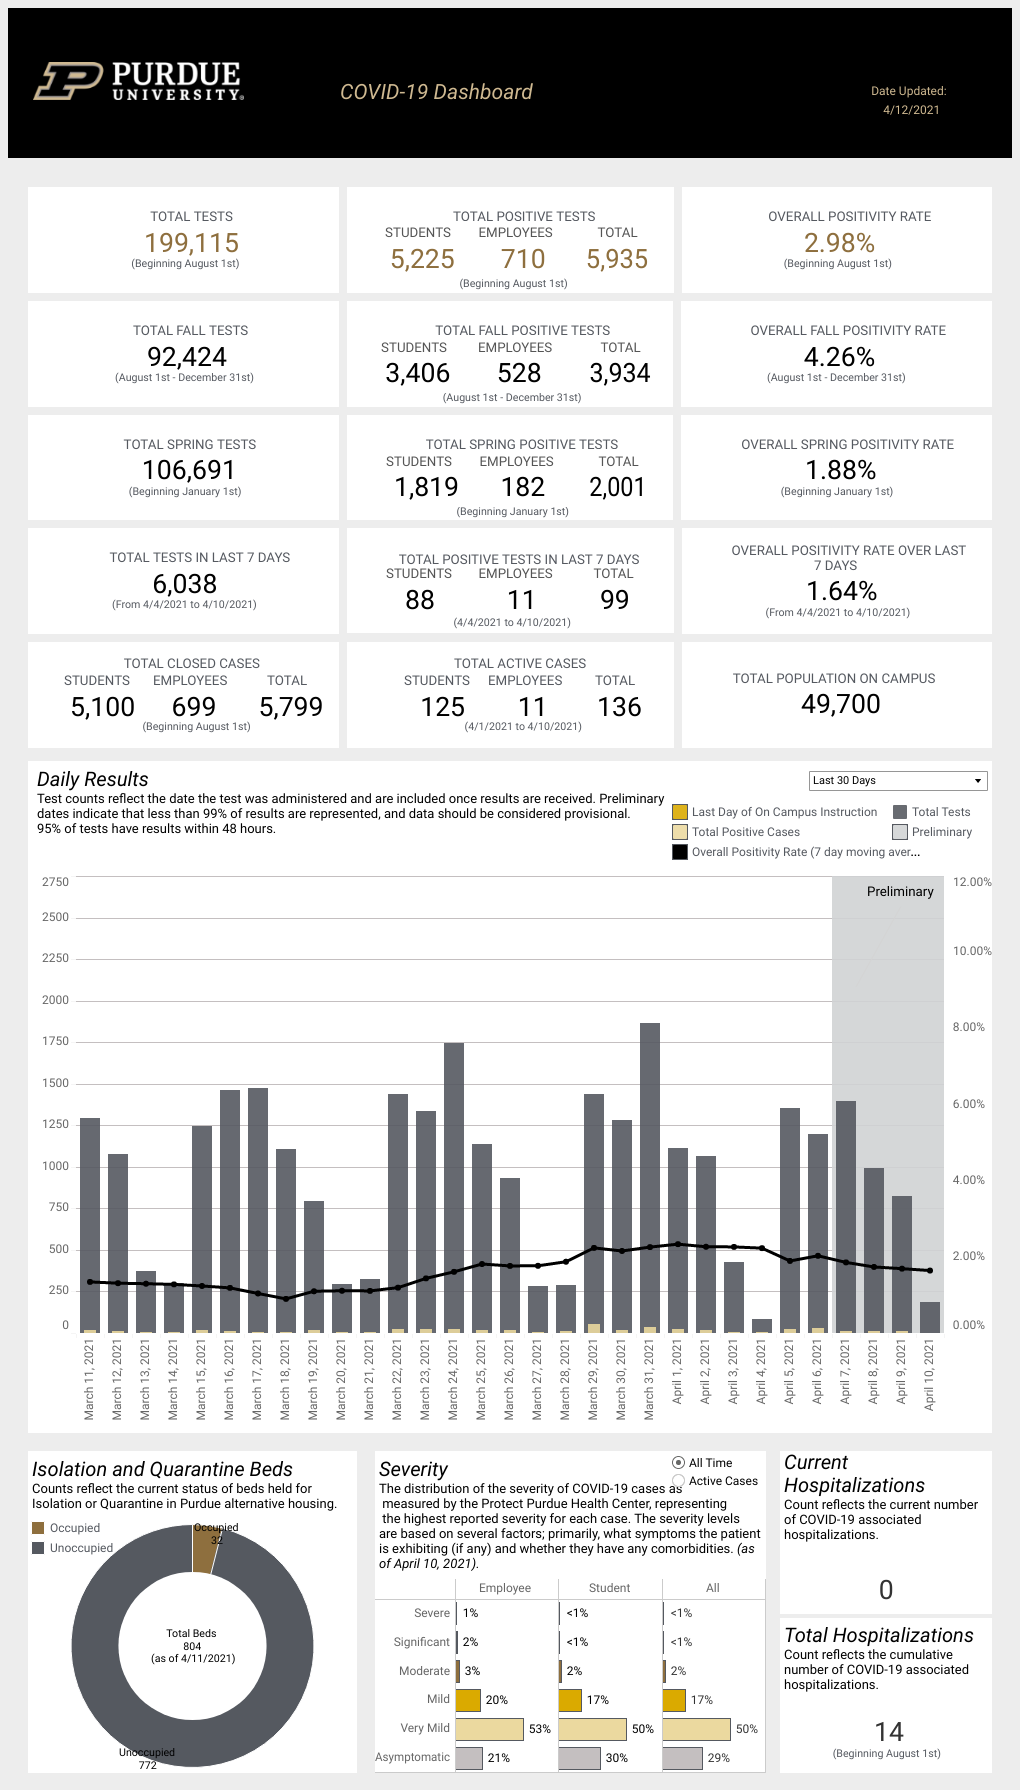 PURDUE
UNIVERSITY®
COVID-19 Dashboard
Date Updated:
4/12/2021
TOTAL TESTS
199,115
(Beginning August 1st)
TOTAL POSITIVE TESTS
STUDENTS EMPLOYEES TOTAL
5,225 710 5,935
(Beginning August 1st)
OVERALL POSITIVITY RATE
2.98%
(Beginning August 1st)
TOTAL FALL TESTS
92,424
(August 1st - December 31st)
TOTAL FALL POSITIVE TESTS
STUDENTS EMPLOYEES TOTAL
3,406 528 3,934
(August 1st - December 31st)
OVERALL FALL POSITIVITY RATE
4.26%
(August 1st - December 31st)
TOTAL SPRING TESTS
106,691
(Beginning January 1st)
TOTAL SPRING POSITIVE TESTS
STUDENTS EMPLOYEES TOTAL
1,819 182 2,001
(Beginning January 1st)
OVERALL SPRING POSITIVITY RATE
1.88%
(Beginning January 1st)
TOTAL TESTS IN LAST 7 DAYS
6,038
(From 4/4/2021 to 4/10/2021)
TOTAL POSITIVE TESTS IN LAST 7 DAYS
STUDENTS EMPLOYEES TOTAL
88 11 99
(4/4/2021 to 4/10/2021)
OVERALL POSITIVITY RATE OVER LAST
7 DAYS
1.64%
(From 4/4/2021 to 4/10/2021)
TOTAL CLOSED CASES
STUDENTS EMPLOYEES TOTAL
5,100 699 5,799
(Beginning August 1st)
TOTAL ACTIVE CASES
STUDENTS EMPLOYEES TOTAL
125 11 136
(4/1/2021 to 4/10/2021)
TOTAL POPULATION ON CAMPUS
49,700
Daily Results
Test counts reflect the date the test was administered and are included once results are received. Preliminary
dates indicate that less than 99% of results are represented, and data should be considered provisional.
95% of tests have results within 48 hours.
Last 30 Days
Last Day of On Campus Instruction
Total Tests
Total Positive Cases
Preliminary
Overall Positivity Rate (7 day moving aver...
Preliminary
2750
2500
2250
2000
1750
1500
1250
1000
750
500
250
0
12.00%
10.00%
8.00%
6.00%
4.00%
2.00%
0.00%
March 11, 2021
March 12, 2021
March 13, 2021
March 14, 2021
March 15, 2021
March 16, 2021
March 17, 2021
March 18, 2021
March 19, 2021
March 20, 2021
March 21, 2021
March 22, 2021
March 23, 2021
March 24, 2021
March 25, 2021
March 26, 2021
March 27, 2021
March 28, 2021
March 29, 2021
March 30, 2021
March 31, 2021
April 1, 2021
April 2, 2021
April 3, 2021
April 4, 2021
April 5, 2021
April 6, 2021
April 7, 2021
April 8, 2021
April 9, 2021
April 10, 2021
Isolation and Quarantine Beds
Counts reflect the current status of beds held for
Isolation or Quarantine in Purdue alternative housing.
Occupied
Unoccupied
Occupied
32
Total Beds
804
(as of 4/11/2021)
Unoccupied
772
Severity
All Time
Active Cases
The distribution of the severity of COVID-19 cases as
measured by the Protect Purdue Health Center, representing
the highest reported severity for each case. The severity levels
are based on several factors; primarily, what symptoms the patient
is exhibiting (if any) and whether they have any comorbidities. (as
of April 10, 2021).
Employee Student All
Severe 1% <1% <1%
Significant 2% <1% <1%
Moderate 3% 2% 2%
Mild 20% 17% 17%
Very Mild 53% 50% 50%
Asymptomatic 21% 30% 29%
Current
Hospitalizations
Count reflects the current number
of COVID-19 associated
hospitalizations.
0
Total Hospitalizations
Count reflects the cumulative
number of COVID-19 associated
hospitalizations.
14
(Beginning August 1st)